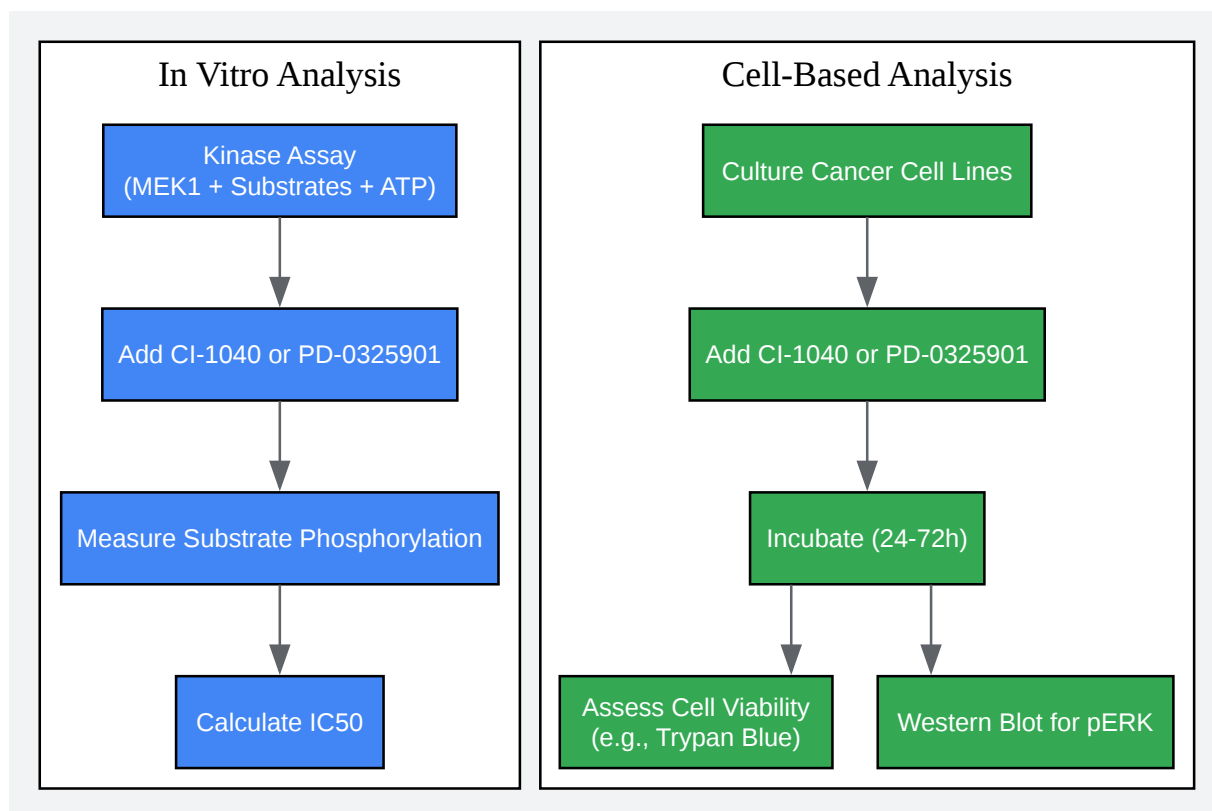 In Vitro Analysis
Kinase Assay
(MEK1 + Substrates + ATP)
Add CI-1040 or PD-0325901
Measure Substrate Phosphorylation
Calculate IC50
Cell-Based Analysis
Culture Cancer Cell Lines
Add CI-1040 or PD-0325901
Incubate (24-72h)
Assess Cell Viability
(e.g., Trypan Blue)
Western Blot for pERK